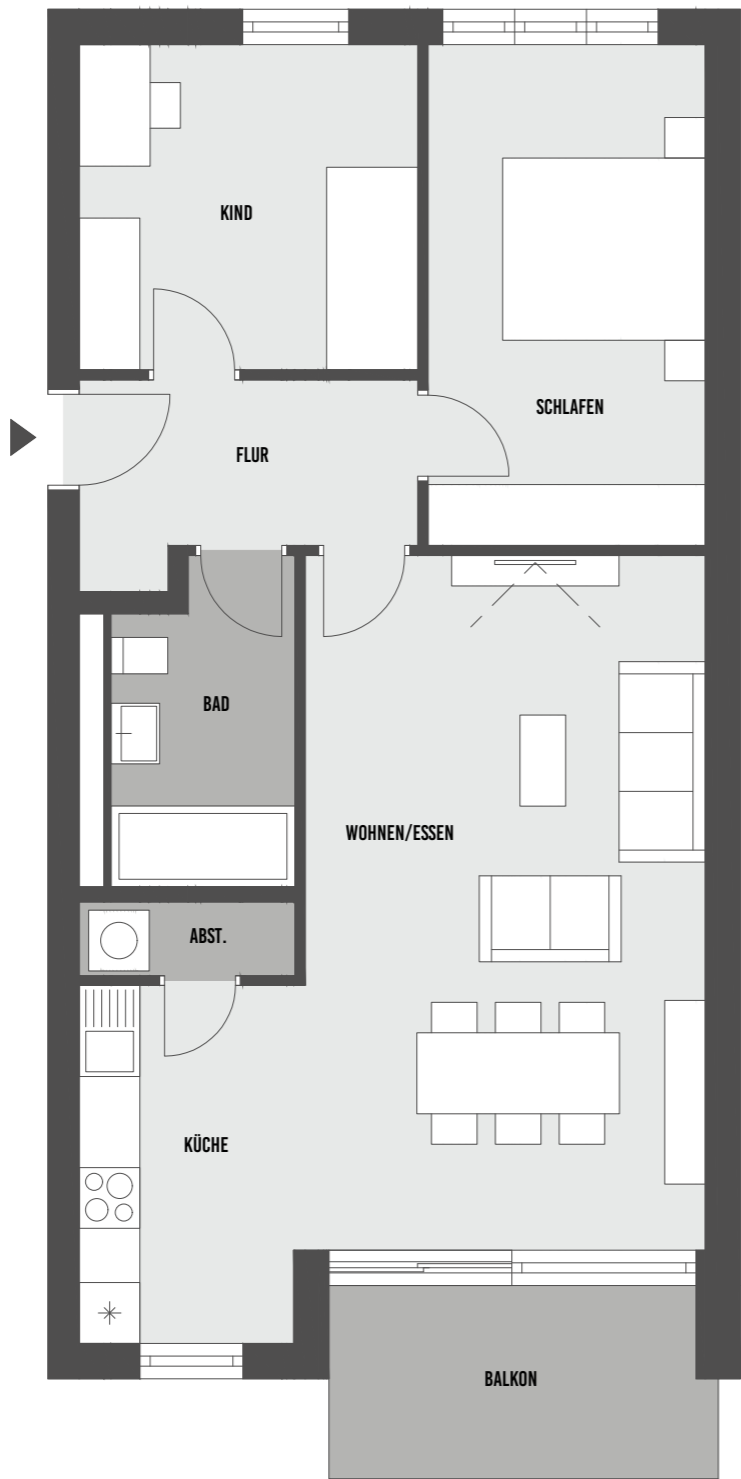 KIND
SCHLAFEN
FLUR
BAD
WOHNEN/ESSEN
ABST.
KÜCHE
BALKON